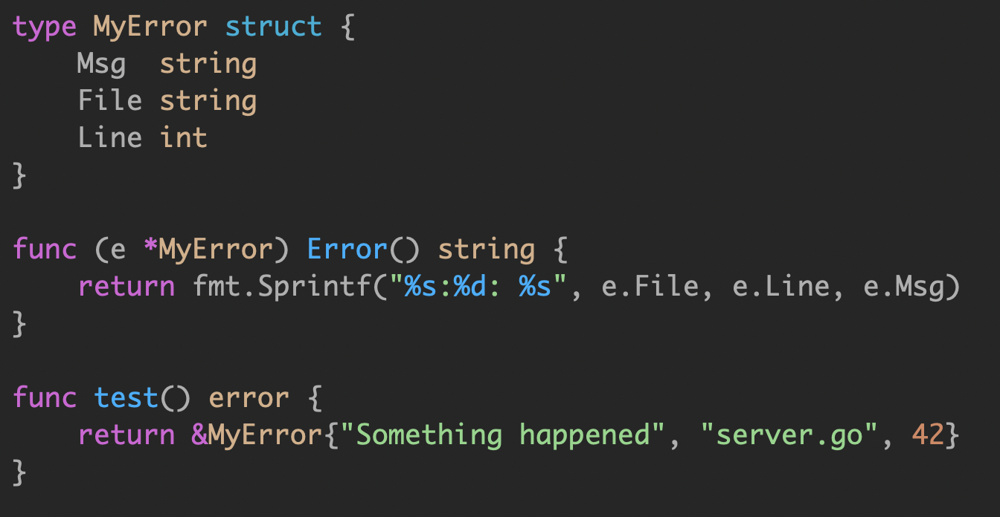 type MyError struct {
    Msg  string
    File string
    Line int
}

func (e *MyError) Error() string {
    return fmt.Sprintf("%s:%d: %s", e.File, e.Line, e.Msg)
}

func test() error {
    return &MyError{"Something happened", "server.go", 42}
}